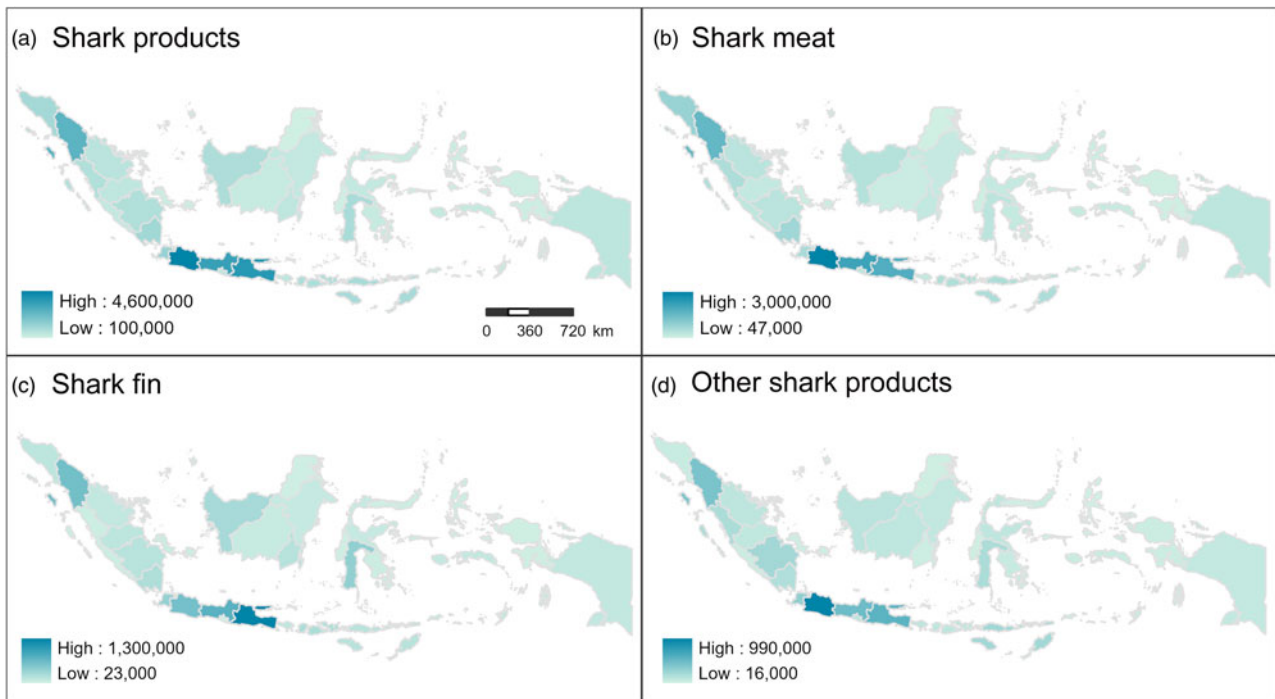 (a) Shark products
High : 4,600,000
Low : 100,000
0 360 720 km
(b) Shark meat
High : 3,000,000
Low : 47,000
(c) Shark fin
High : 1,300,000
Low : 23,000
(d) Other shark products
High : 990,000
Low : 16,000